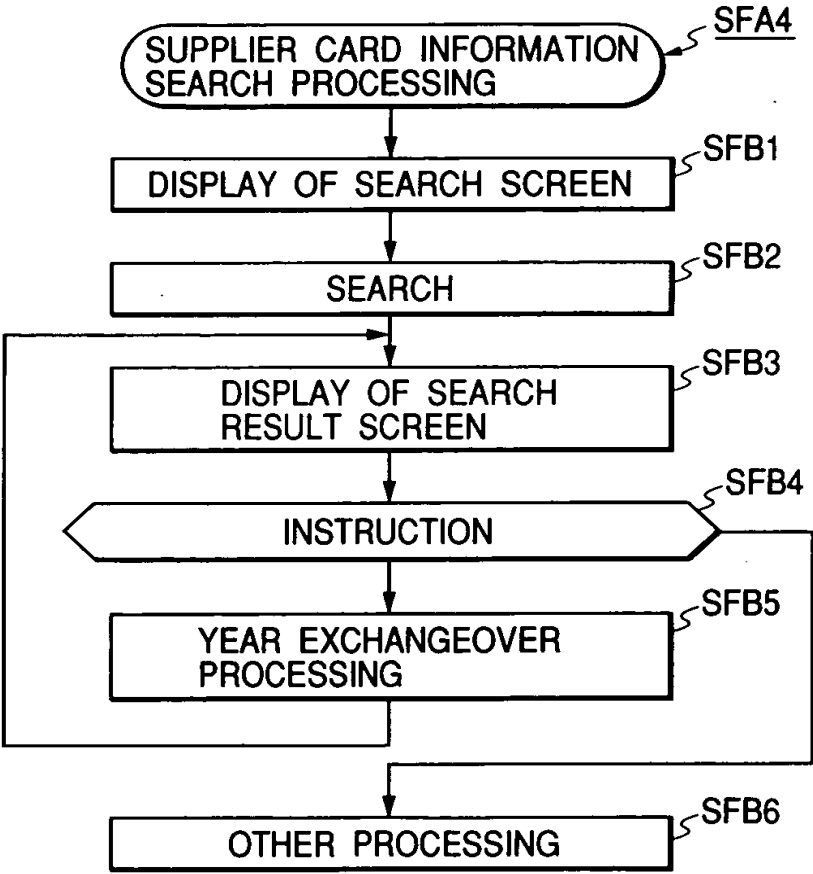 SFA4
SUPPLIER CARD INFORMATION
SEARCH PROCESSING
SFB1
DISPLAY OF SEARCH SCREEN
SFB2
SEARCH
SFB3
DISPLAY OF SEARCH
RESULT SCREEN
SFB4
INSTRUCTION
SFB5
YEAR EXCHANGEOVER
PROCESSING
SFB6
OTHER PROCESSING